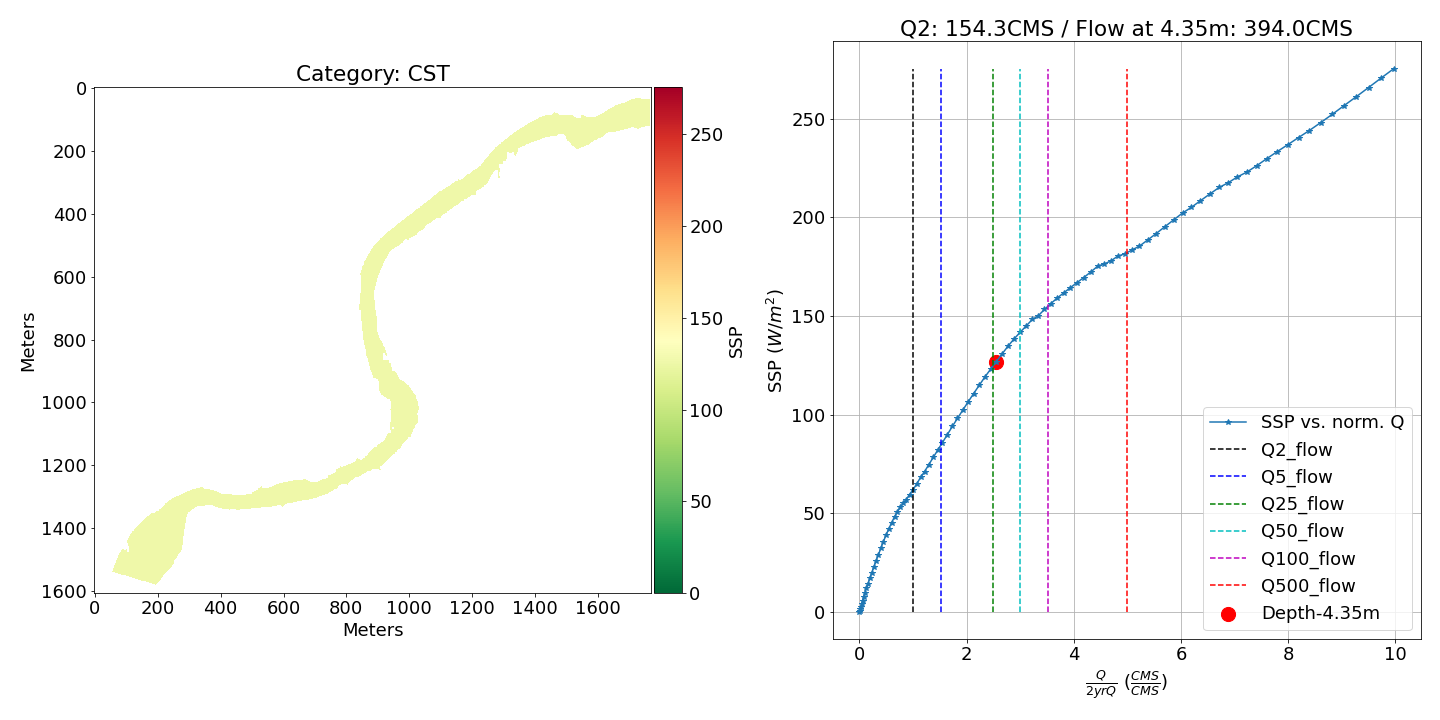 Category: CST
0
200
400
600
800
1000
1200
1400
1600
Meters
0
200
400
600
800
1000
1200
1400
1600
Meters
250
200
150
100
50
0
SSP
Q2: 154.3CMS / Flow at 4.35m: 394.0CMS
250
200
150
100
50
0
SSP (W/m²)
SSP vs. norm. Q
Q2_flow
Q5_flow
Q25_flow
Q50_flow
Q100_flow
Q500_flow
Depth-4.35m
0
2
4
6
8
10
Q/2yrQ (CMS/CMS)